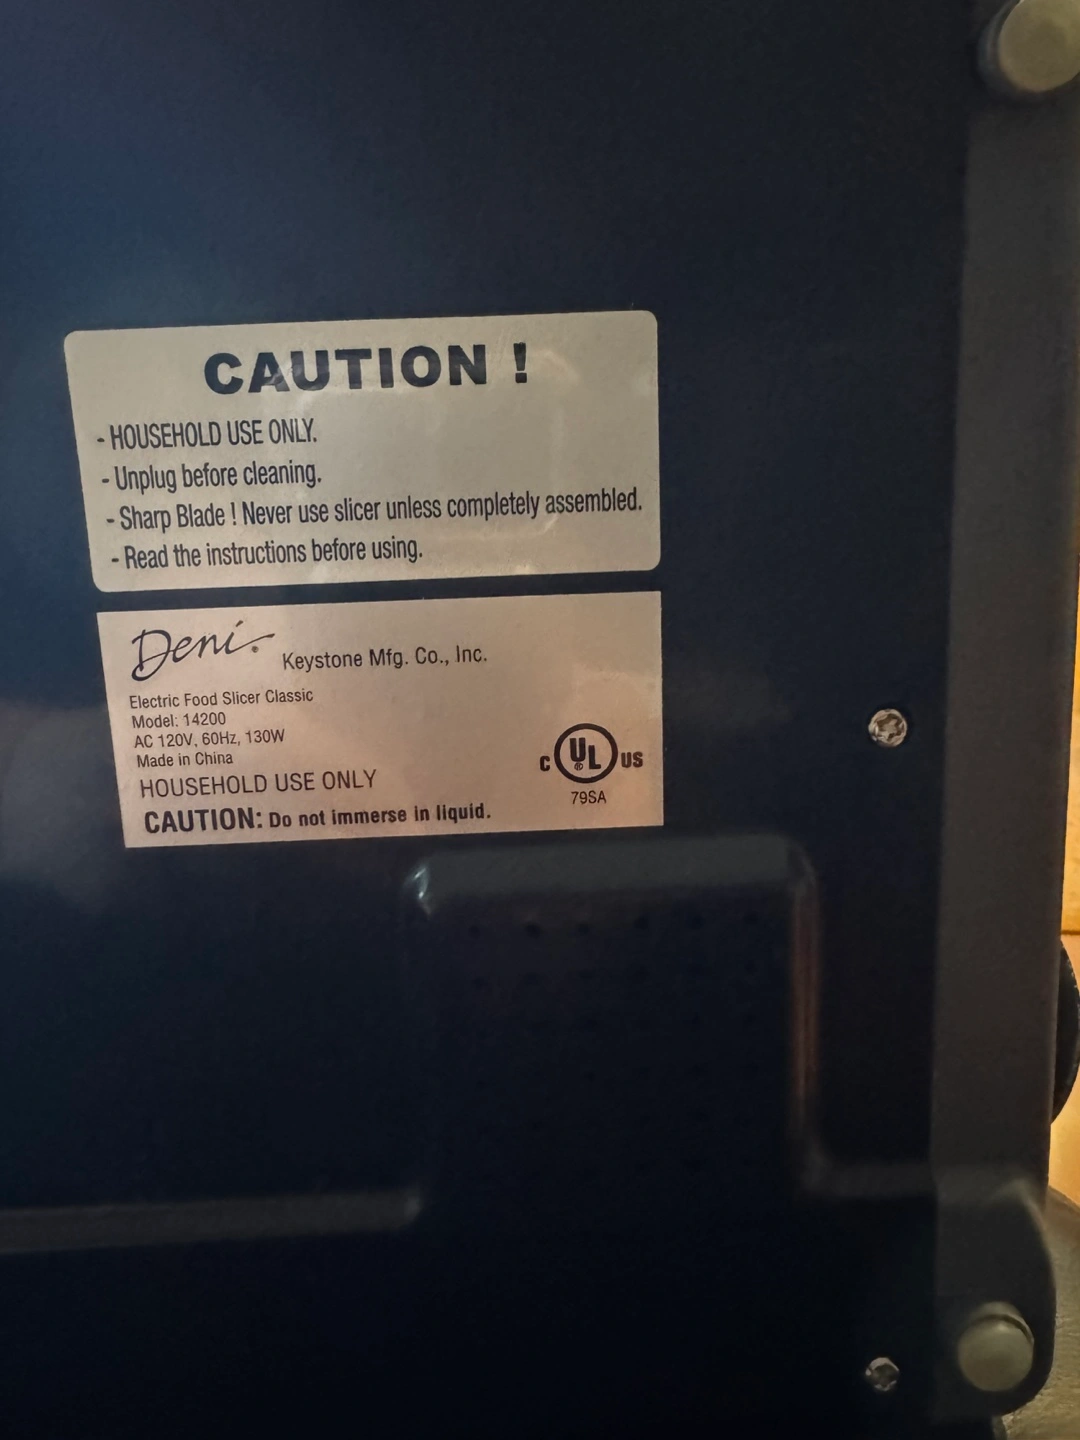 CAUTION !
- HOUSEHOLD USE ONLY.
- Unplug before cleaning.
- Sharp Blade ! Never use slicer unless completely assembled.
- Read the instructions before using.
Deni. Keystone Mfg. Co., Inc.
Electric Food Slicer Classic
Model: 14200
AC 120V, 60Hz, 130W
Made in China
HOUSEHOLD USE ONLY
CAUTION: Do not immerse in liquid.
C UL ® US
79SA